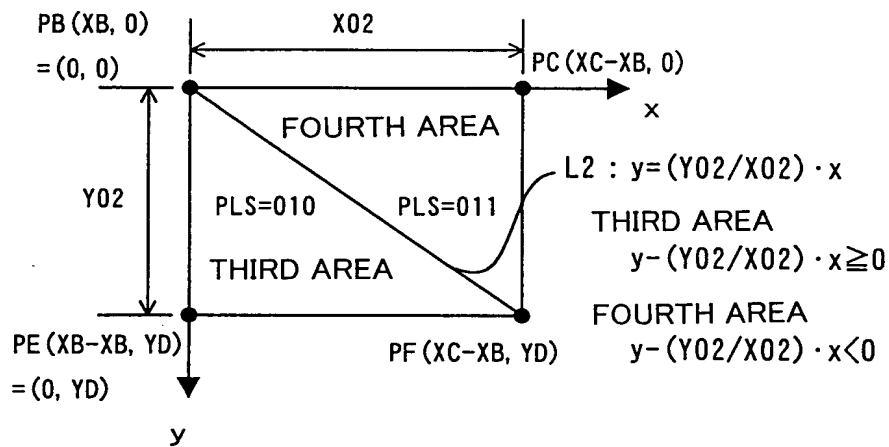 PB(XB, 0)
=(0, 0)
X02
PC(XC-XB, 0)
x
FOURTH AREA
L2 : y=(Y02/X02)・x
Y02
PLS=010
PLS=011
THIRD AREA
y-(Y02/X02)・x≧0
THIRD AREA
FOURTH AREA
y-(Y02/X02)・x<0
PE(XB-XB, YD)
=(0, YD)
PF(XC-XB, YD)
y